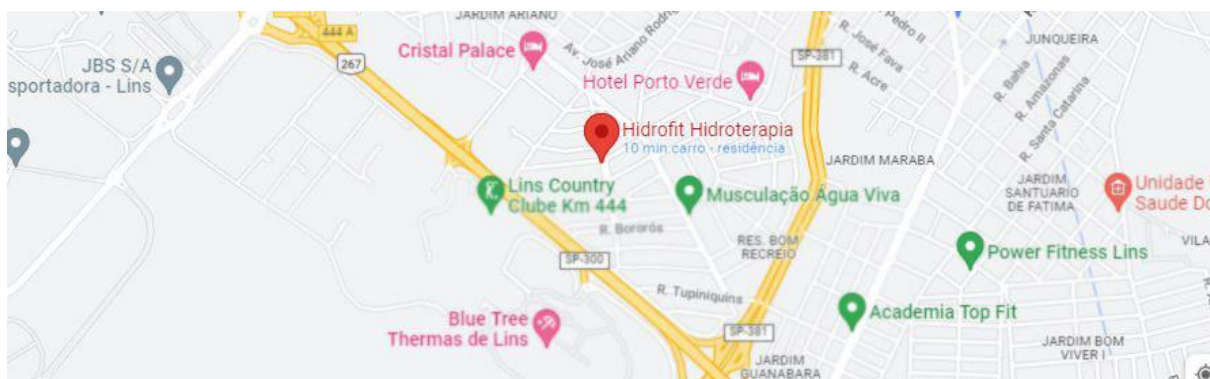 JARDIM ARIANO
444 A
267
JBS S/A
sportadora - Lins
Cristal Palace
Av. José Ariano Rodrig
Hotel Porto Verde
SP-381
R. José Fava
Pedro II
R. Acre
JUNQUEIRA
R. Bahia
R. Amazonas
R. Santa Catarina
Hidrofit Hidroterapia
10 min carro - residência
JARDIM MARABA
Lins Country
Clube Km 444
Musculação Água Viva
JARDIM
SANTUARIO
DE FATIMA
Unidade
Saude Do
R. Bororós
RES. BOM
RECREIO
VILA
Power Fitness Lins
SP-300
R. Tupiniquins
Blue Tree
Thermas de Lins
Academia Top Fit
SP-381
JARDIM
GUANABARA
JARDIM BOM
VIVER I